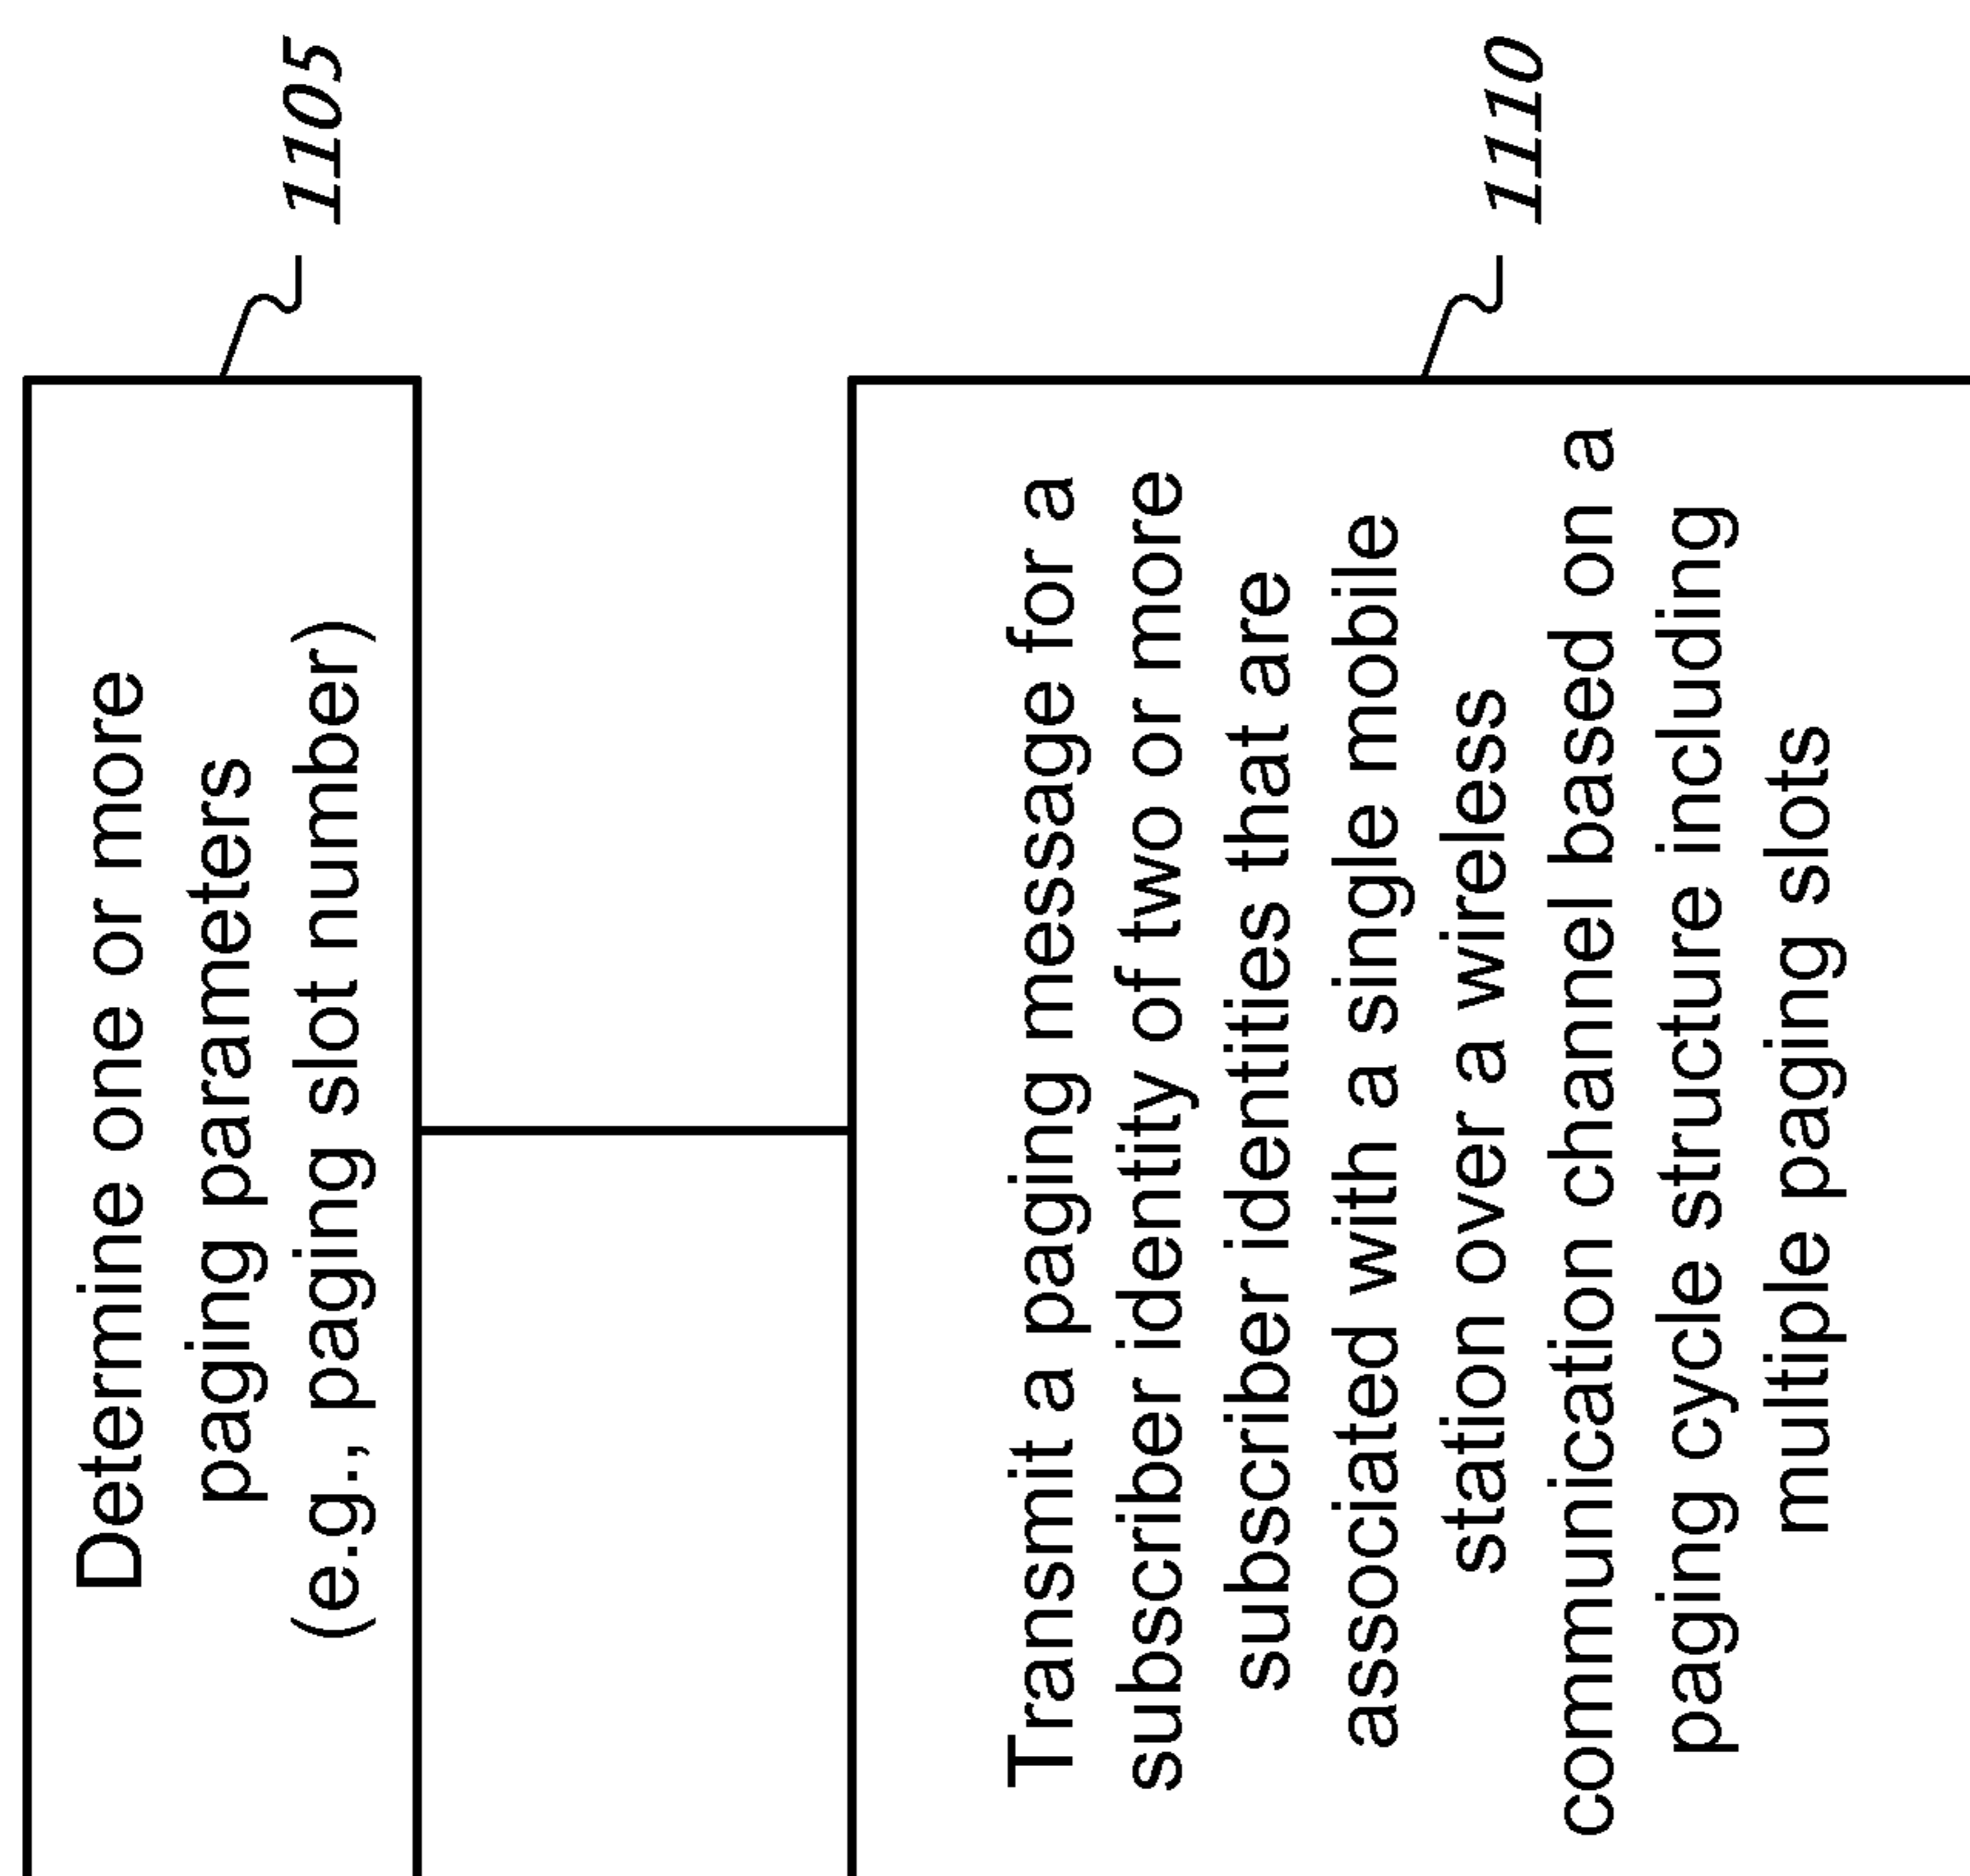 Determine one or more
paging parameters
(e.g., paging slot number)
1105
Transmit a paging message for a
subscriber identity of two or more
subscriber identities that are
associated with a single mobile
station over a wireless
communication channel based on a
paging cycle structure including
multiple paging slots
1110